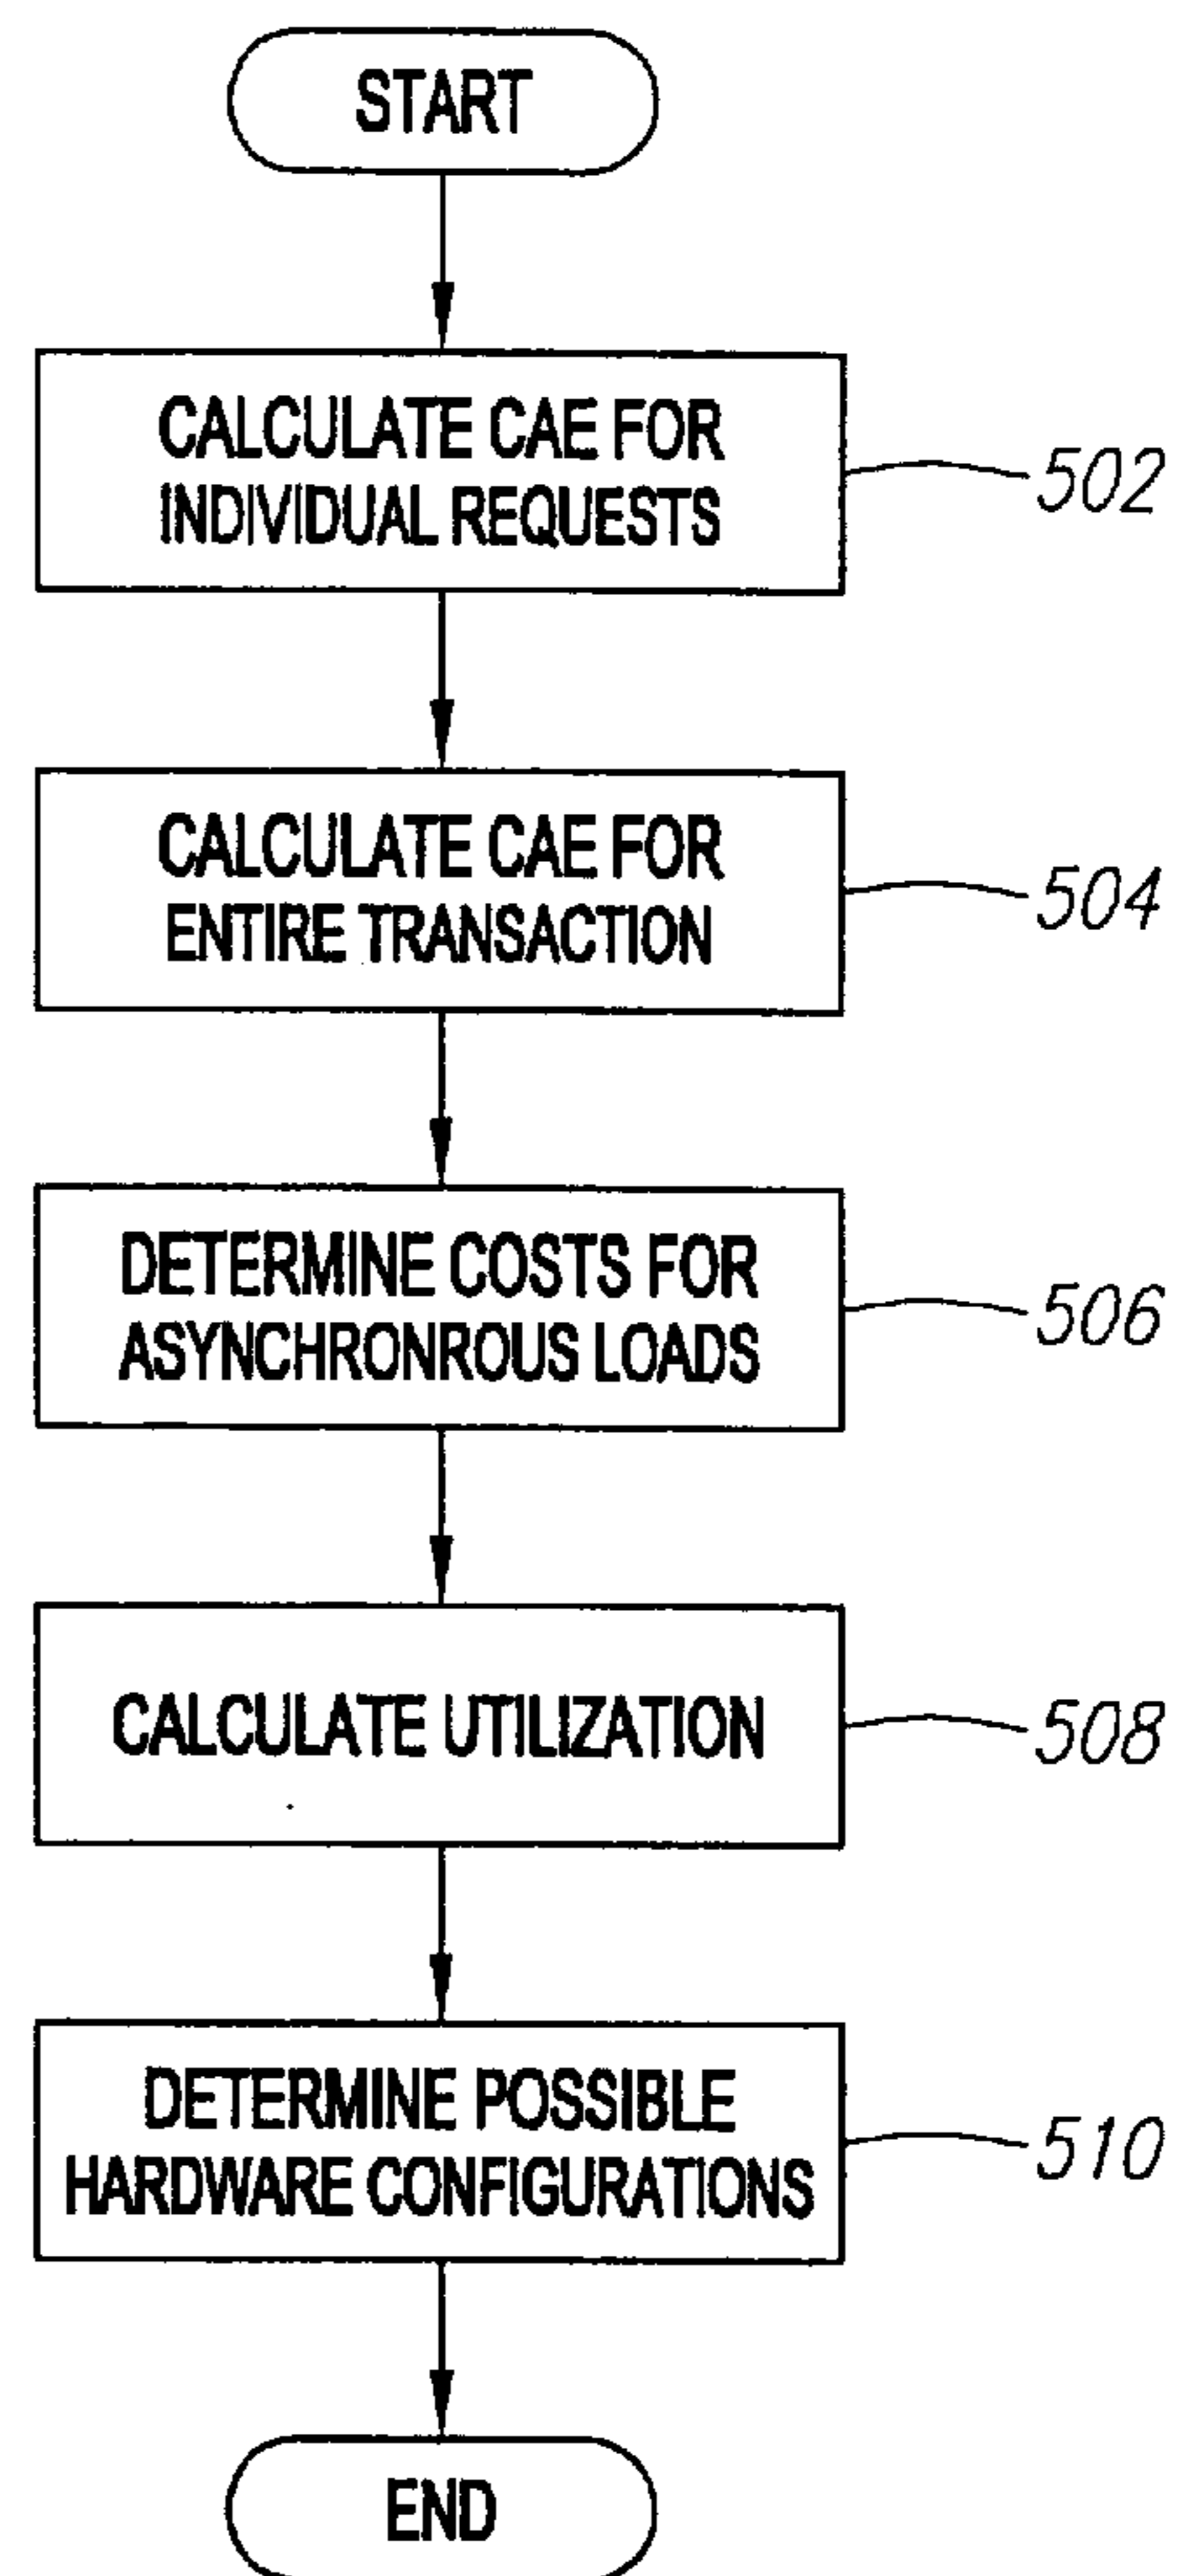 START
CALCULATE CAE FOR
INDIVIDUAL REQUESTS
502
CALCULATE CAE FOR
ENTIRE TRANSACTION
504
DETERMINE COSTS FOR
ASYNCHRONROUS LOADS
506
CALCULATE UTILIZATION
508
DETERMINE POSSIBLE
HARDWARE CONFIGURATIONS
510
END